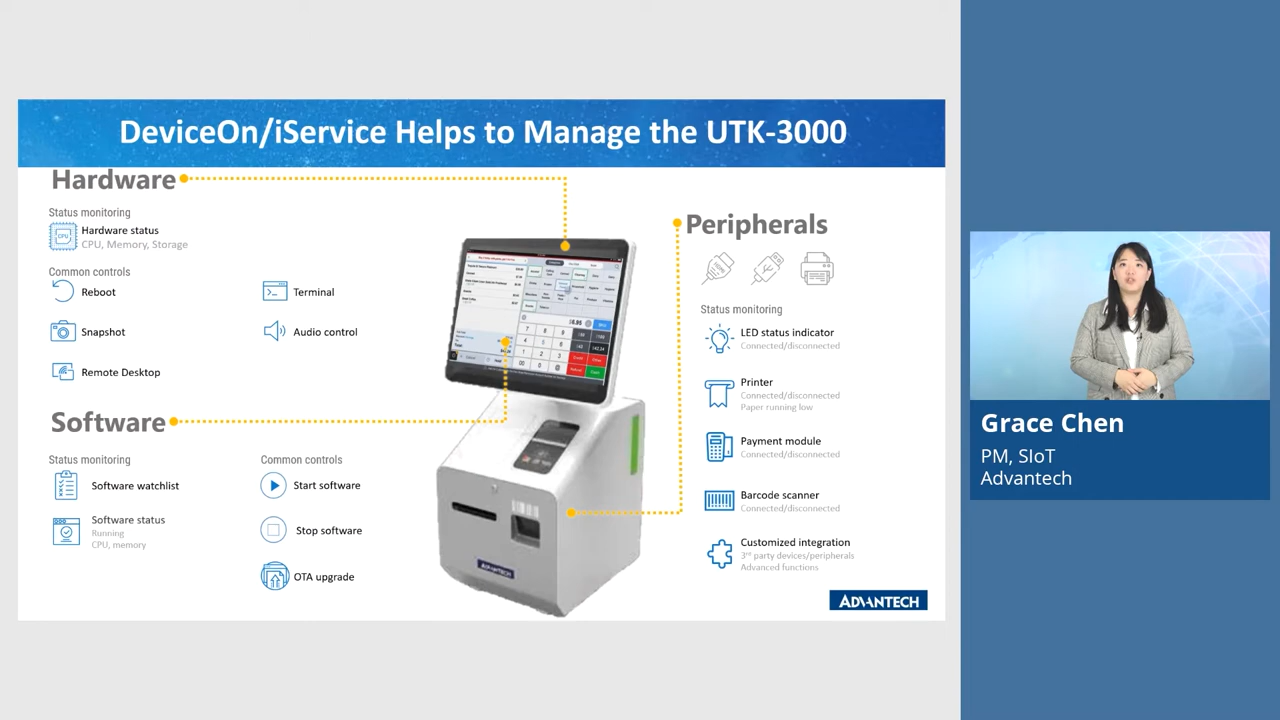 DeviceOn/iService Helps to Manage the UTK-3000
Hardware
Status monitoring
Hardware status
CPU, Memory, Storage
CPU
Common controls
Reboot
Terminal
Snapshot
Audio control
Remote Desktop
Software
Status monitoring
Software watchlist
Software status
Running
CPU, memory
Common controls
Start software
Stop software
OTA upgrade
ADVANTECH
Peripherals
Status monitoring
LED status indicator
Connected/disconnected
Printer
Connected/disconnected
Paper running low
Payment module
Connected/disconnected
Barcode scanner
Connected/disconnected
Customized integration
3rd party devices/peripherals
Advanced functions
ADVANTECH
Grace Chen
PM, SIoT
Advantech